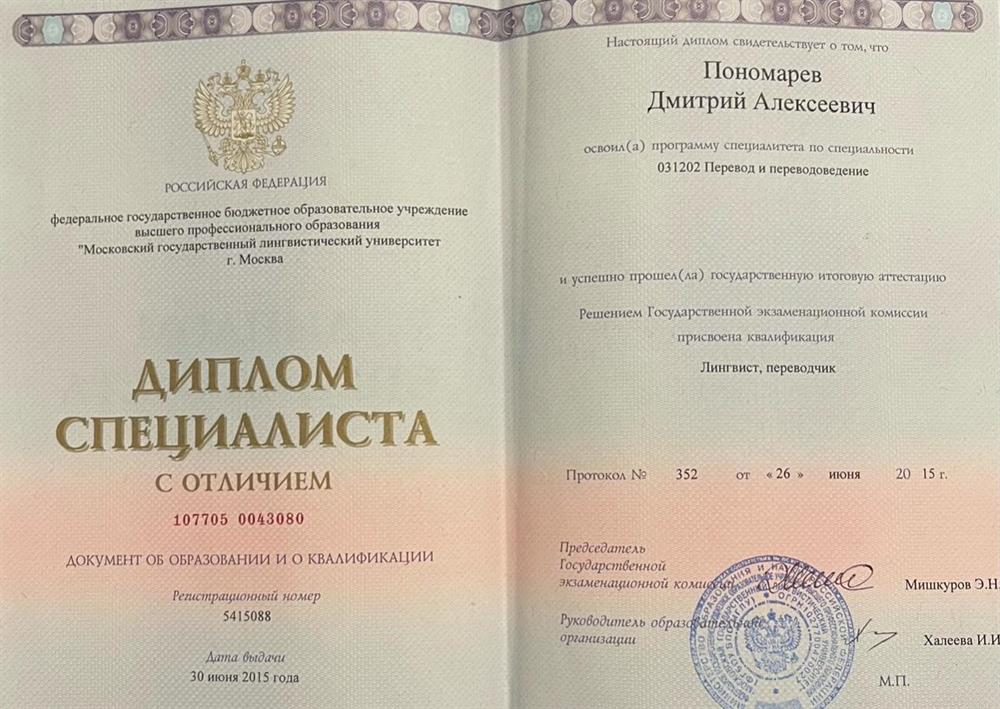 РОССИЙСКАЯ ФЕДЕРАЦИЯ
федеральное государственное бюджетное образовательное учреждение
высшего профессионального образования
"Московский государственный лингвистический университет
г. Москва
ДИПЛОМ
СПЕЦИАЛИСТА
С ОТЛИЧИЕМ
107705 0043080
ДОКУМЕНТ ОБ ОБРАЗОВАНИИ И О КВАЛИФИКАЦИИ
Регистрационный номер
5415088
Дата выдачи
30 июня 2015 года
Настоящий диплом свидетельствует о том, что
Пономарев
Дмитрий Алексеевич
освоил(а) программу специалитета по специальности
031202 Перевод и переводоведение
и успешно прошел(ла) государственную итоговую аттестацию
Решением Государственной экзаменационной комиссии
присвоена квалификация
Лингвист, переводчик
Протокол № 352 от « 26 » июня 20 15 г.
Председатель
Государственной
экзаменационной комиссии Мишкуров Э.Н.
Руководитель образовательной
организации Халеева И.И
М.П.